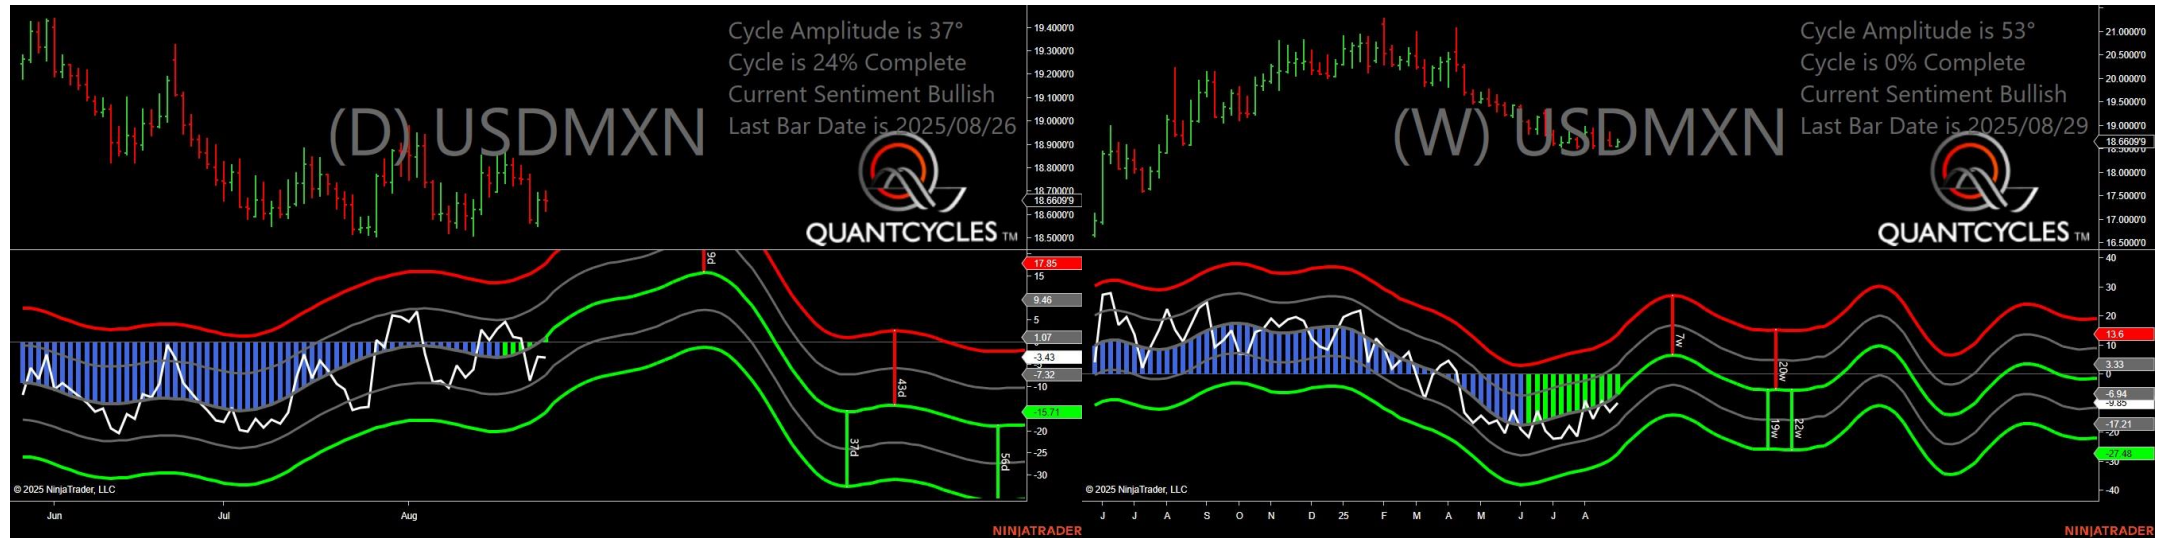 Cycle Amplitude is 37°
Cycle is 24% Complete
Current Sentiment Bullish
Last Bar Date is 2025/08/26
(D) USDMXN
QUANTCYCLES TM
19.4000'0
19.3000'0
19.2000'0
19.1000'0
19.0000'0
18.9000'0
18.8000'0
18.7000'0
18.6609'9
18.6000'0
18.5000'0
17.85
15
9.46
5
1.07
-3.43
-7.32
-10
-15.71
-20
-25
-30
9d
37d
43d
56d
© 2025 NinjaTrader, LLC
Jun Jul Aug
NINJATRADER
Cycle Amplitude is 53°
Cycle is 0% Complete
Current Sentiment Bullish
Last Bar Date is 2025/08/29
(W) USDMXN
QUANTCYCLES TM
21.0000'0
20.5000'0
20.0000'0
19.5000'0
19.0000'0
18.6609'9
18.0000'0
17.5000'0
17.0000'0
16.5000'0
40
30
20
13.6
10
3.33
0
-6.94
-9.85
-17.21
-20
-27.48
-30
-40
7w
20w
19w
22w
© 2025 NinjaTrader, LLC
J J A S O N D 25 F M A M J J A
NINJATRADER